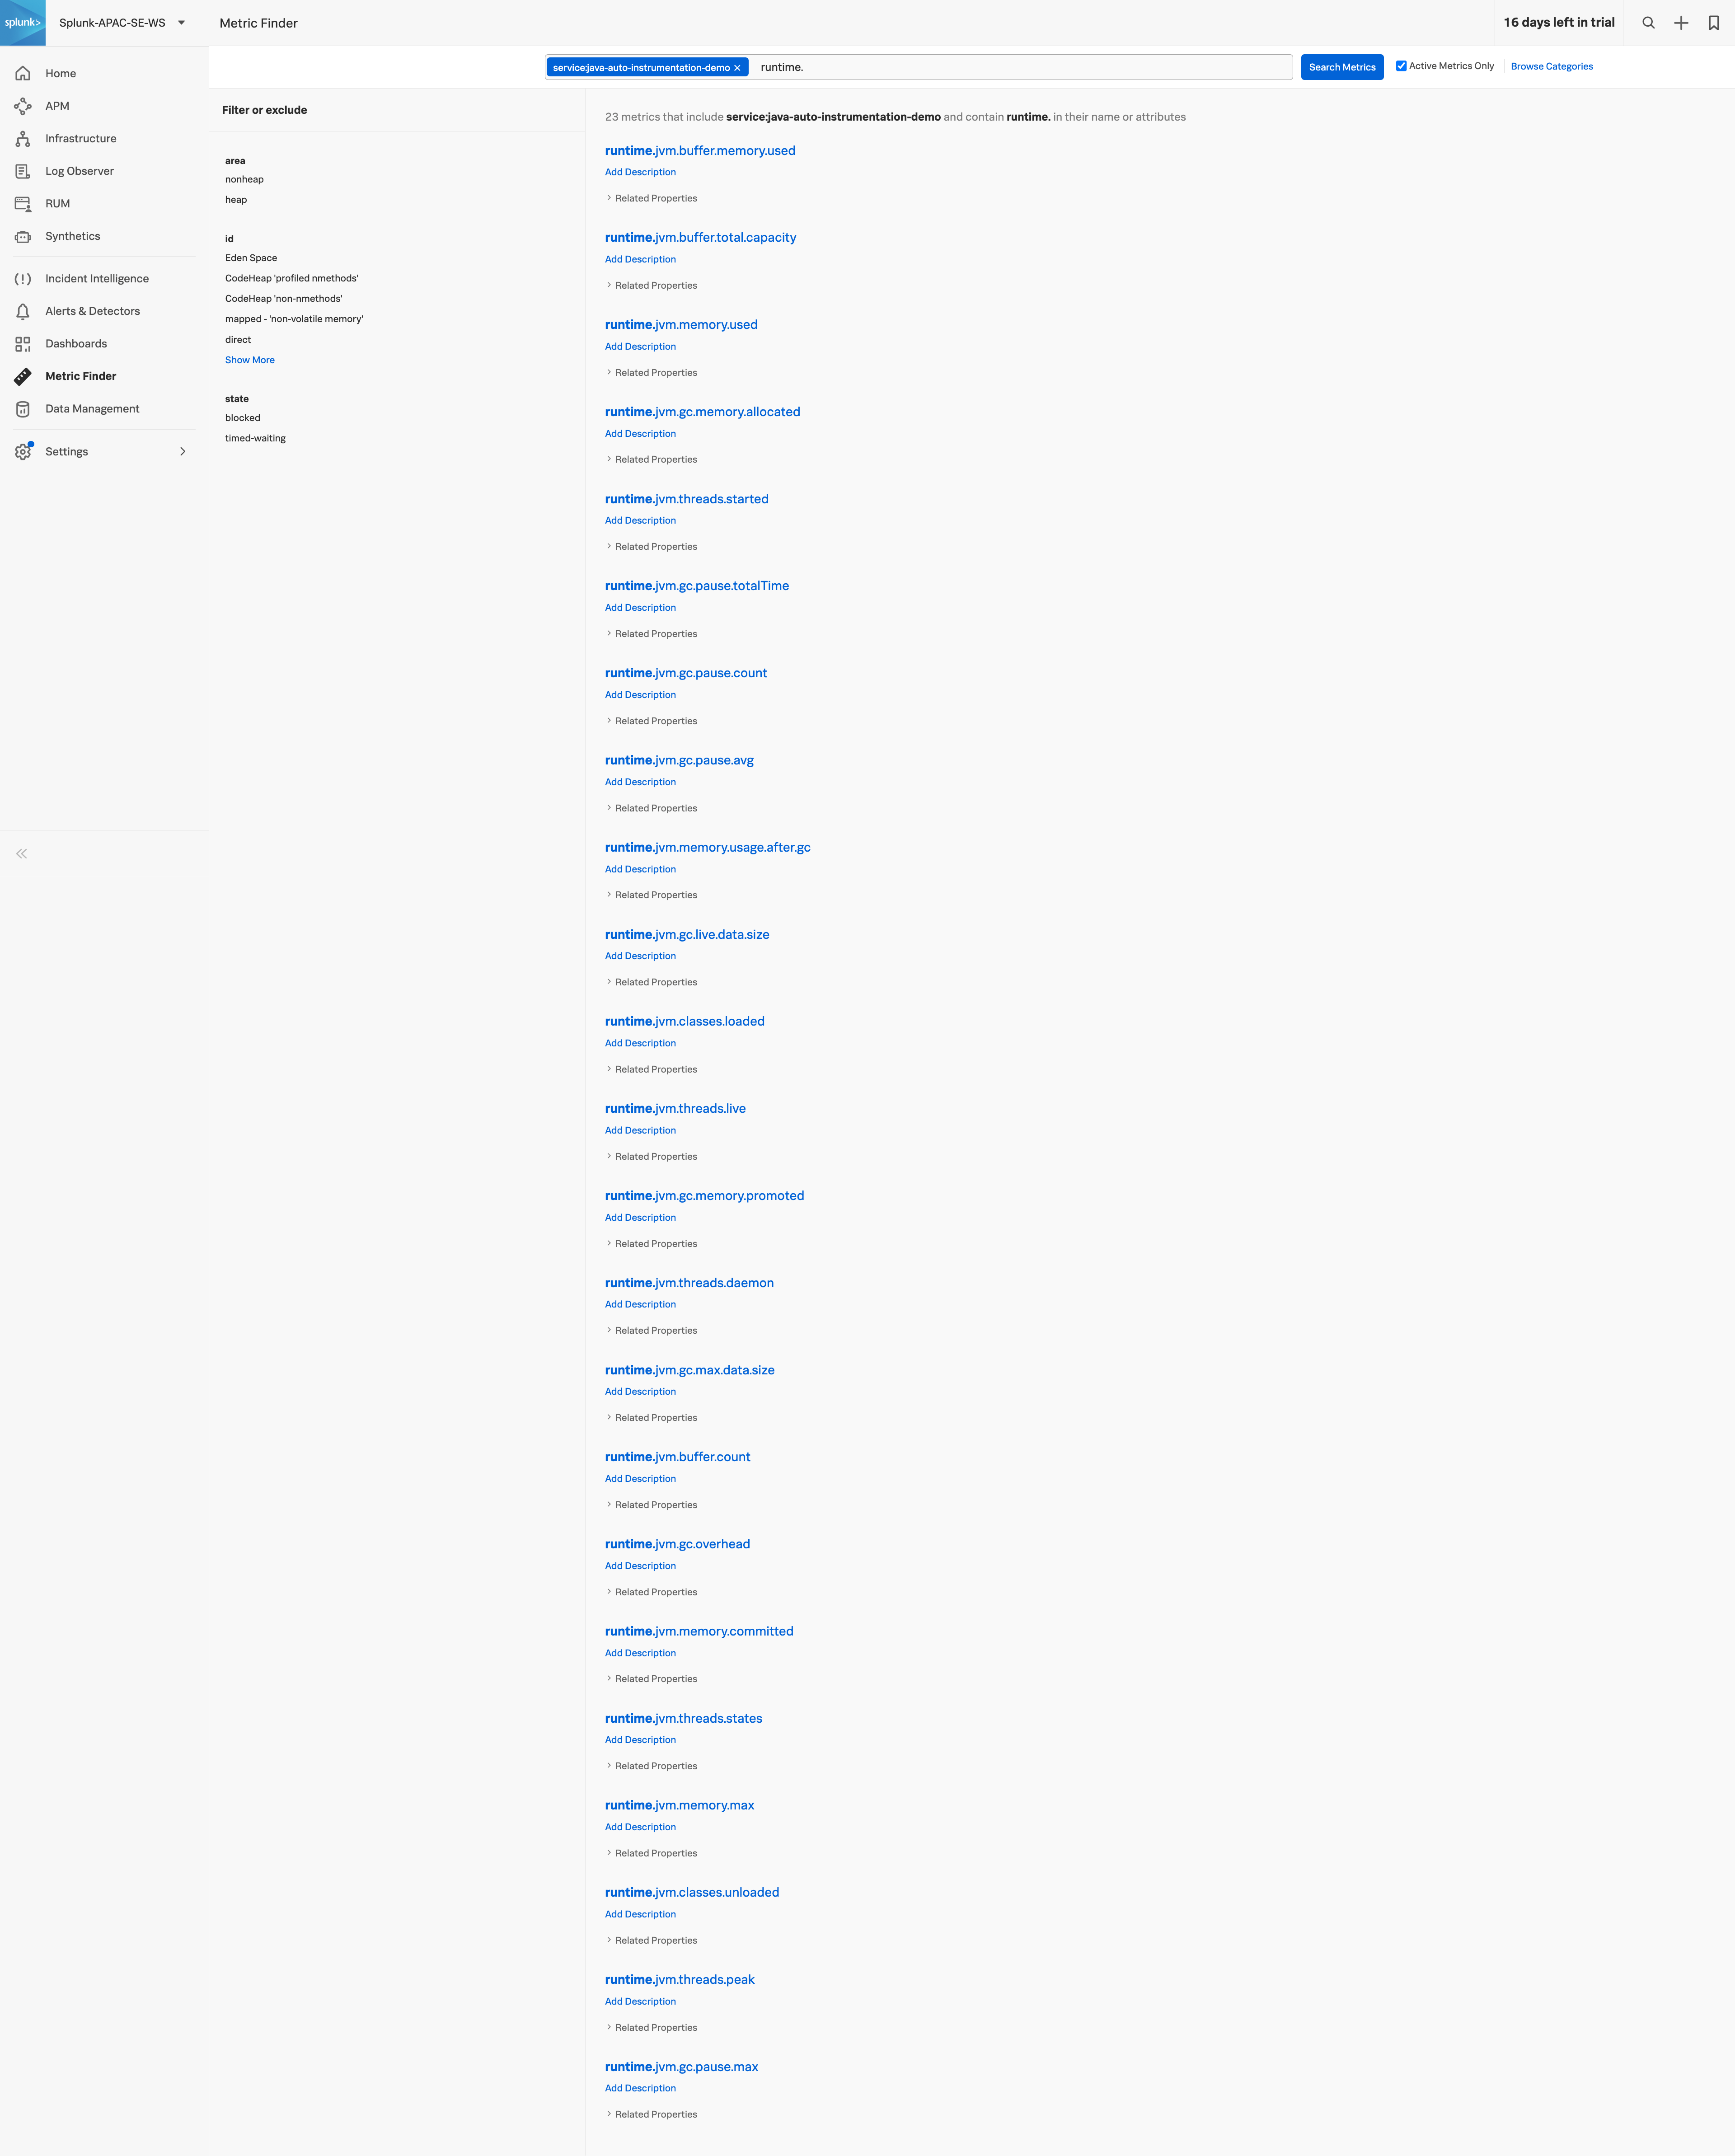 splunk>
Splunk-APAC-SE-WS
Metric Finder
16 days left in trial
service:java-auto-instrumentation-demo
runtime.
Search Metrics
Active Metrics Only
Browse Categories
Home
APM
Infrastructure
Log Observer
RUM
Synthetics
Incident Intelligence
Alerts & Detectors
Dashboards
Metric Finder
Data Management
Settings
Filter or exclude
area
nonheap
heap
id
Eden Space
CodeHeap 'profiled nmethods'
CodeHeap 'non-nmethods'
mapped - 'non-volatile memory'
direct
Show More
state
blocked
timed-waiting
23 metrics that include service:java-auto-instrumentation-demo and contain runtime. in their name or attributes
runtime.jvm.buffer.memory.used
Add Description
Related Properties
runtime.jvm.buffer.total.capacity
Add Description
Related Properties
runtime.jvm.memory.used
Add Description
Related Properties
runtime.jvm.gc.memory.allocated
Add Description
Related Properties
runtime.jvm.threads.started
Add Description
Related Properties
runtime.jvm.gc.pause.totalTime
Add Description
Related Properties
runtime.jvm.gc.pause.count
Add Description
Related Properties
runtime.jvm.gc.pause.avg
Add Description
Related Properties
runtime.jvm.memory.usage.after.gc
Add Description
Related Properties
runtime.jvm.gc.live.data.size
Add Description
Related Properties
runtime.jvm.classes.loaded
Add Description
Related Properties
runtime.jvm.threads.live
Add Description
Related Properties
runtime.jvm.gc.memory.promoted
Add Description
Related Properties
runtime.jvm.threads.daemon
Add Description
Related Properties
runtime.jvm.gc.max.data.size
Add Description
Related Properties
runtime.jvm.buffer.count
Add Description
Related Properties
runtime.jvm.gc.overhead
Add Description
Related Properties
runtime.jvm.memory.committed
Add Description
Related Properties
runtime.jvm.threads.states
Add Description
Related Properties
runtime.jvm.memory.max
Add Description
Related Properties
runtime.jvm.classes.unloaded
Add Description
Related Properties
runtime.jvm.threads.peak
Add Description
Related Properties
runtime.jvm.gc.pause.max
Add Description
Related Properties